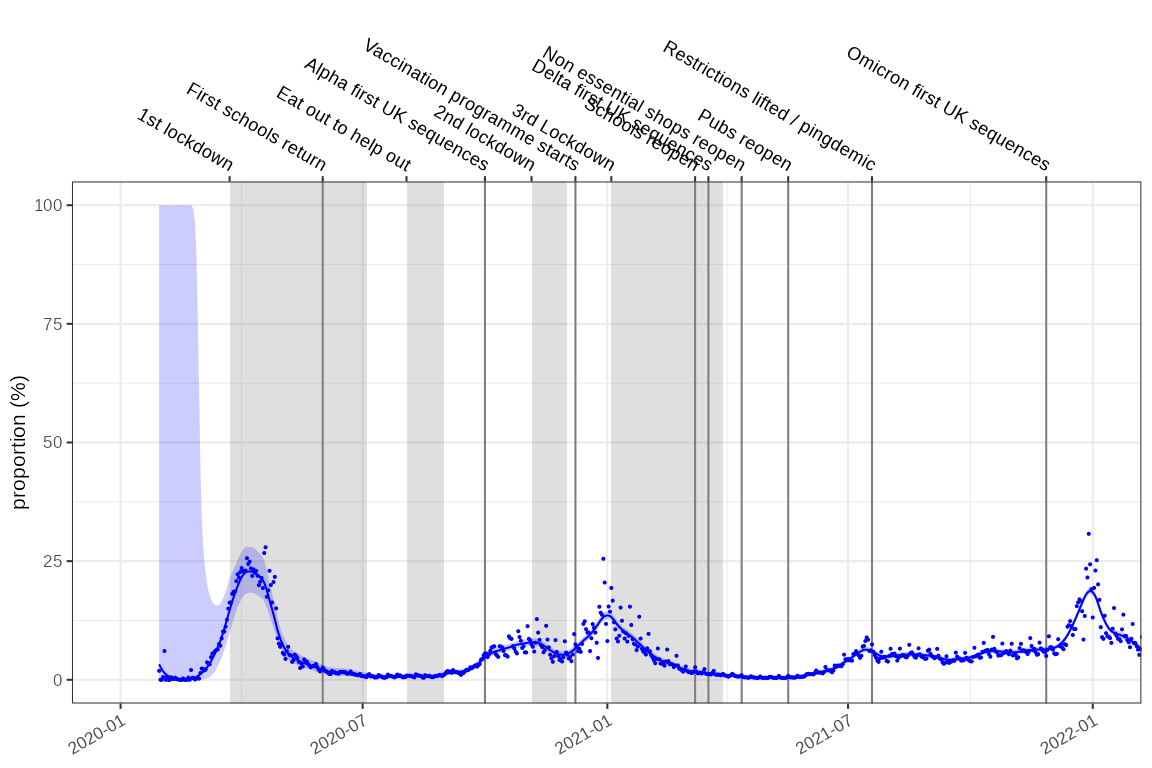 1st lockdown
First schools return
Eat out to help out
Alpha first UK sequences
2nd lockdown
Vaccination programme starts
3rd Lockdown
Schools reopen
Delta first UK sequences
Non essential shops reopen
Pubs reopen
Restrictions lifted / pingdemic
Omicron first UK sequences
proportion (%)
100
75
50
25
0
2020-01
2020-07
2021-01
2021-07
2022-01